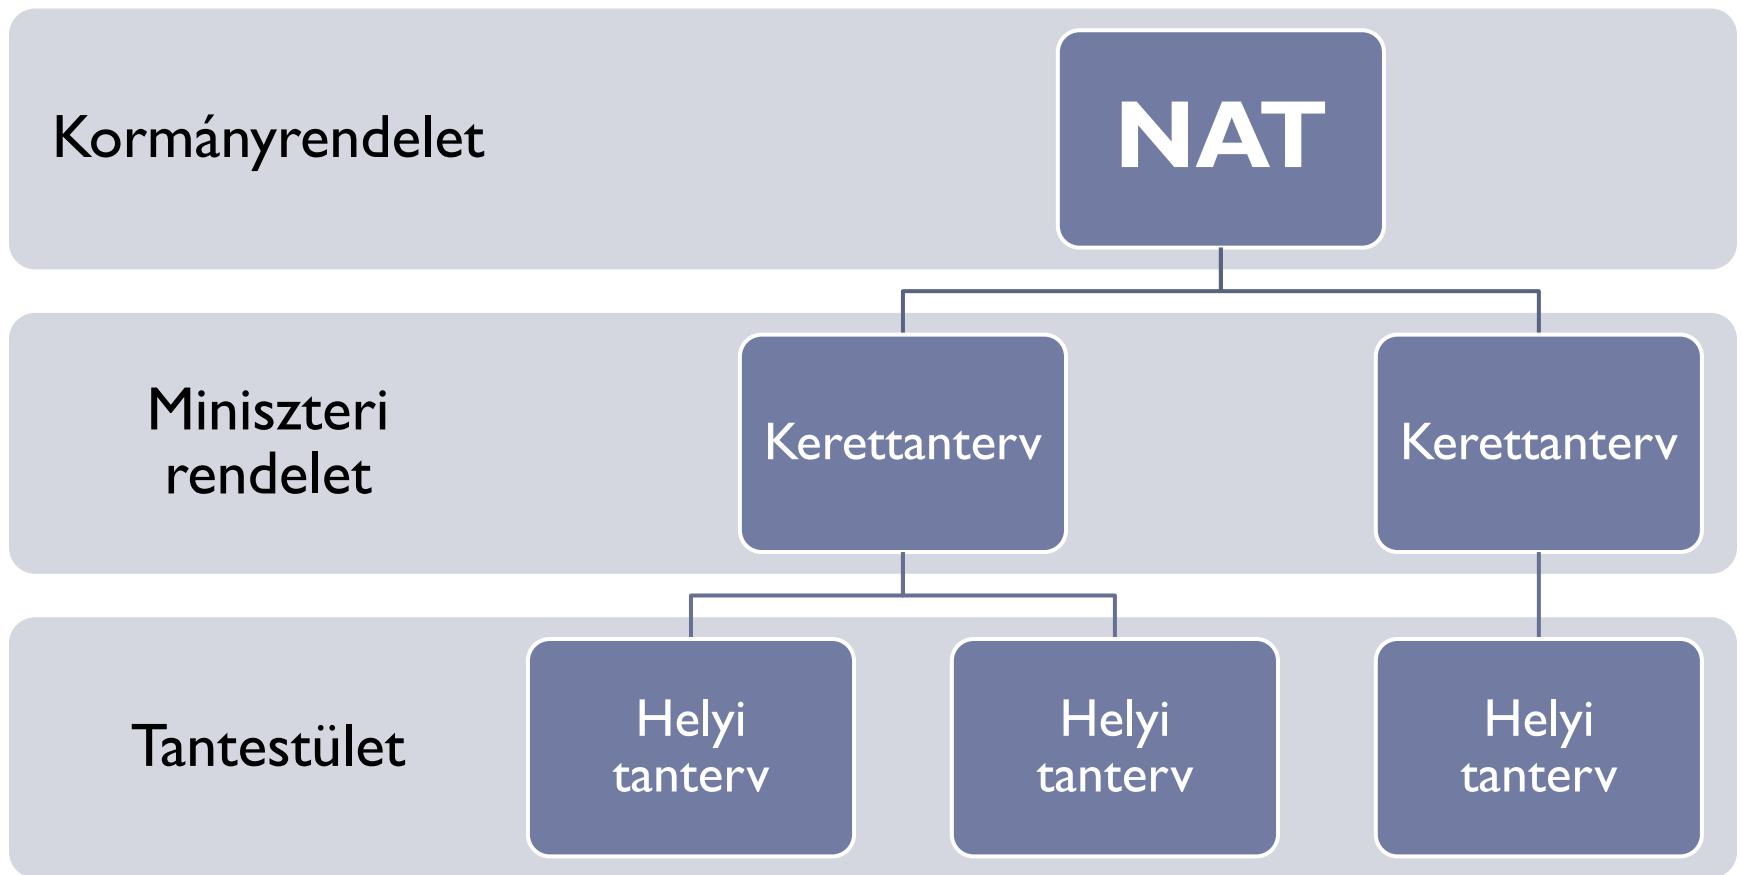 Kormányrendelet
NAT
Miniszteri
rendelet
Kerettanterv
Kerettanterv
Tantestület
Helyi
tanterv
Helyi
tanterv
Helyi
tanterv